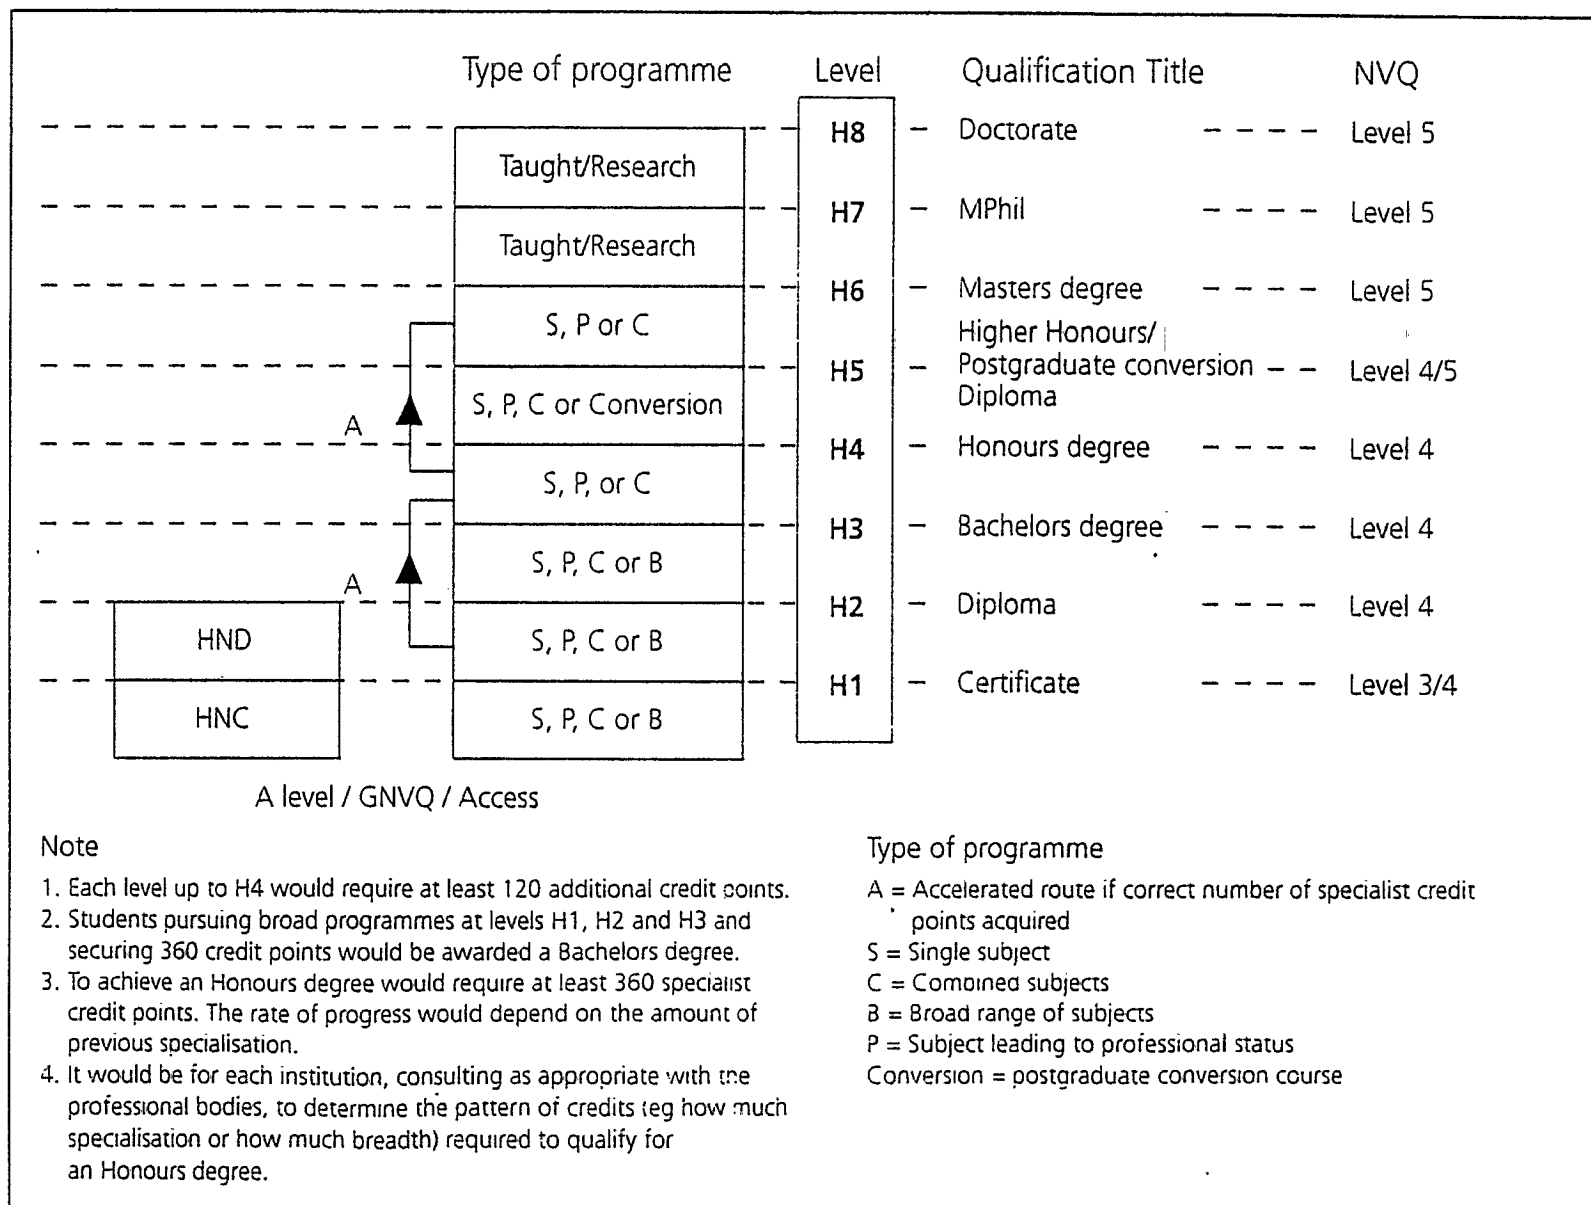 Type of programme Level Qualification Title NVQ
H8 Doctorate Level 5
Taught/Research
H7 MPhil Level 5
Taught/Research
H6 Masters degree Level 5
S, P or C
Higher Honours/
H5 Postgraduate conversion Level 4/5
Diploma
S, P, C or Conversion
A
H4 Honours degree Level 4
S, P, or C
H3 Bachelors degree Level 4
S, P, C or B
A
H2 Diploma Level 4
HND S, P, C or B
H1 Certificate Level 3/4
HNC S, P, C or B
A level / GNVQ / Access
Note
1. Each level up to H4 would require at least 120 additional credit points.
2. Students pursuing broad programmes at levels H1, H2 and H3 and
securing 360 credit points would be awarded a Bachelors degree.
3. To achieve an Honours degree would require at least 360 specialist
credit points. The rate of progress would depend on the amount of
previous specialisation.
4. It would be for each institution, consulting as appropriate with the
professional bodies, to determine the pattern of credits (eg how much
specialisation or how much breadth) required to qualify for
an Honours degree.
Type of programme
A = Accelerated route if correct number of specialist credit
points acquired
S = Single subject
C = Combined subjects
B = Broad range of subjects
P = Subject leading to professional status
Conversion = postgraduate conversion course